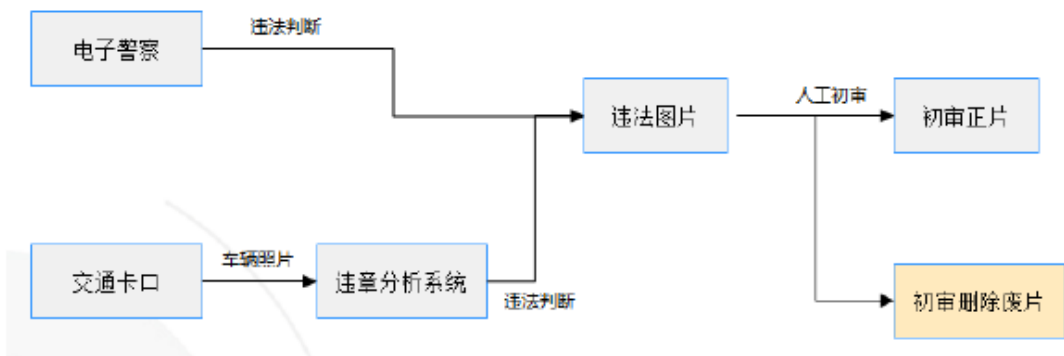 电子警察
违法判断
违法图片
人工初审
初审正片
交通卡口
车辆照片
违章分析系统
违法判断
初审删除废片